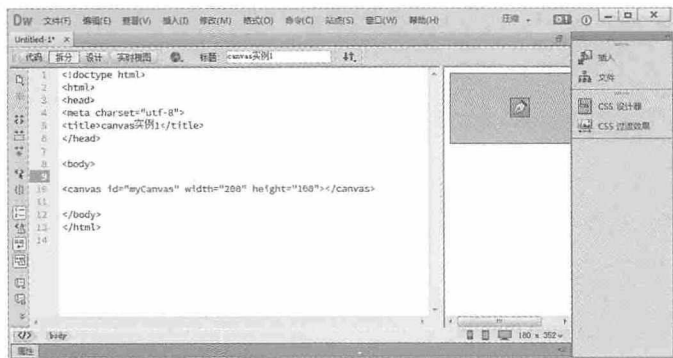 Dw 文件(F) 编辑(E) 查看(V) 插入(I) 修改(M) 格式(O) 命令(C) 站点(S) 窗口(W) 帮助(H) 压缩
Untitled-1* ×
代码 拆分 设计 实时视图 标题: canvas实例1
1 <!doctype html>
2 <html>
3 <head>
4 <meta charset="utf-8">
5 <title>canvas实例1</title>
6 </head>
7
8 <body>
9
10 <canvas id="myCanvas" width="200" height="160"></canvas>
11
12 </body>
13 </html>
14
插入
文件
CSS 设计器
CSS 过渡效果
</> body
180 x 352
属性